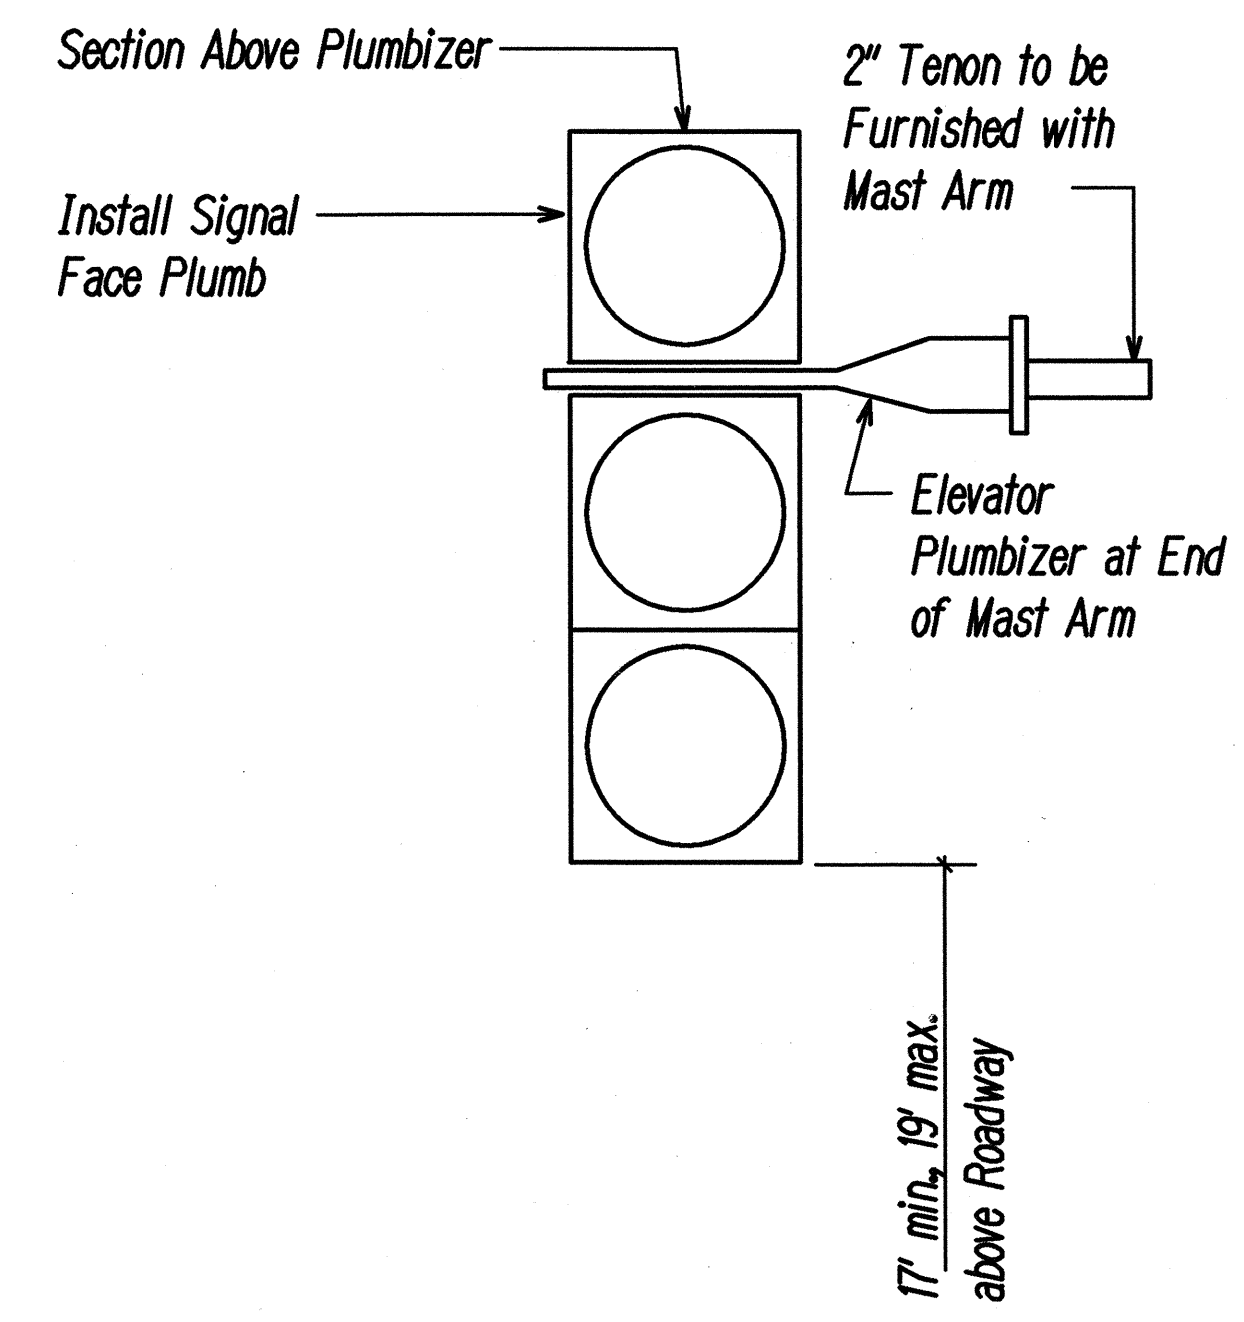 Section Above Plumbizer
2" Tenon to be
Furnished with
Mast Arm
Install Signal
Face Plumb
Elevator
Plumbizer at End
of Mast Arm
17' min., 19' max.
above Roadway